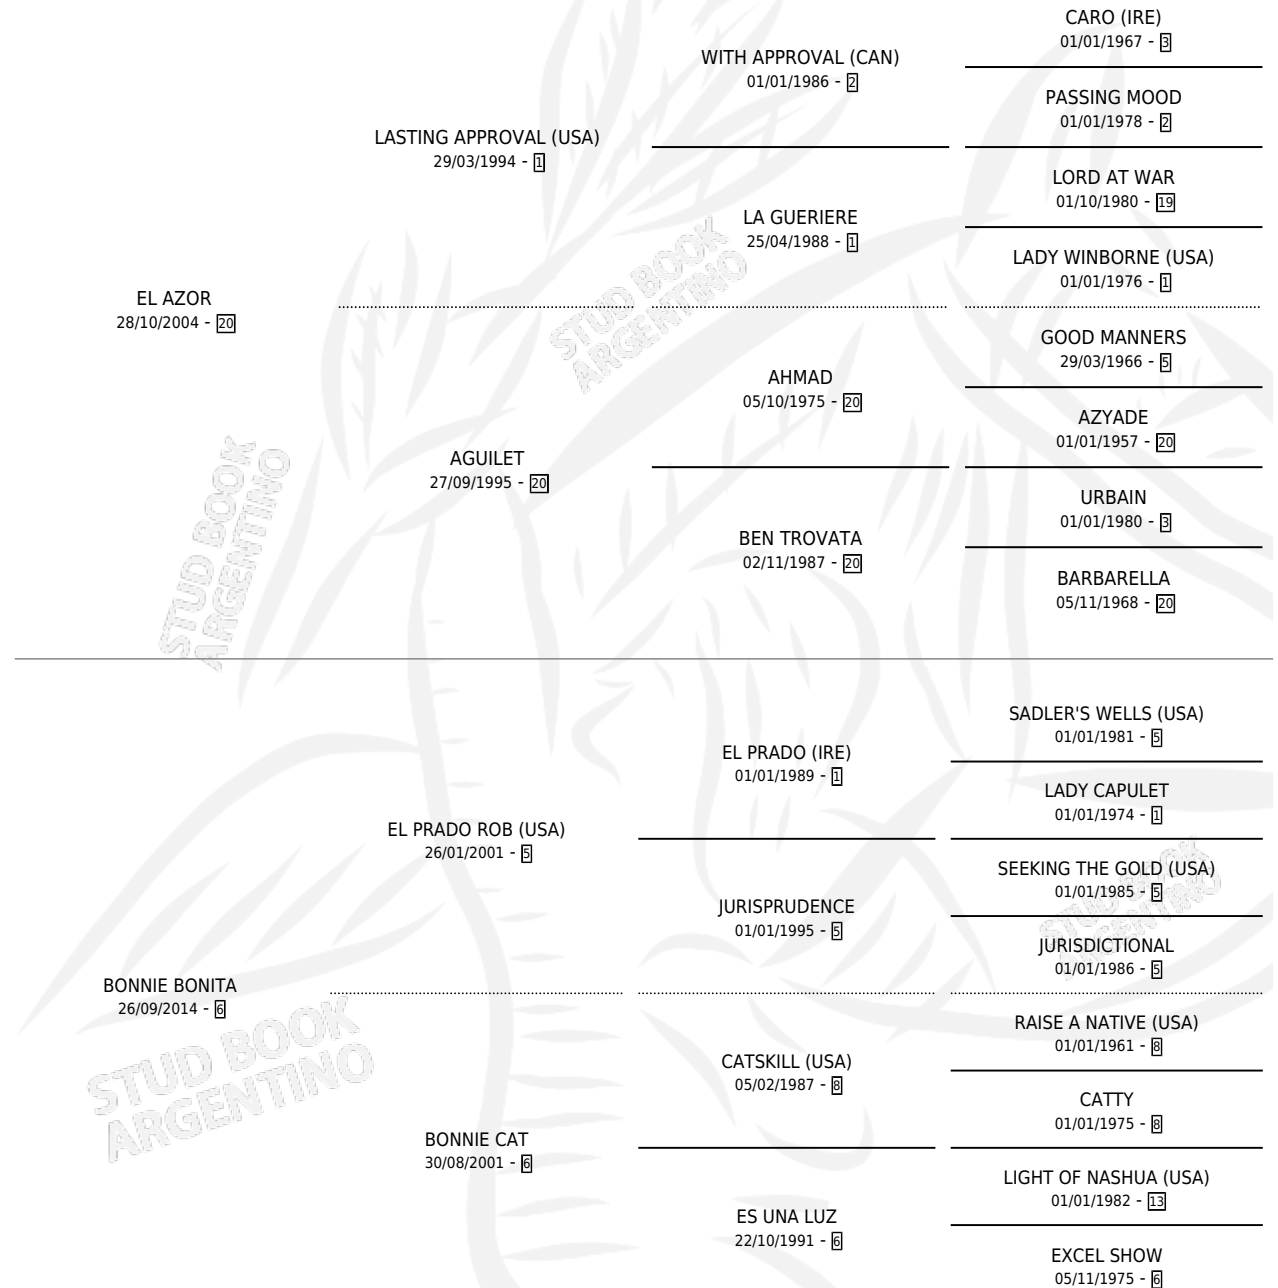 CARO (IRE)
01/01/1967 - 3
WITH APPROVAL (CAN)
01/01/1986 - 2
PASSING MOOD
01/01/1978 - 2
LASTING APPROVAL (USA)
29/03/1994 - 1
LORD AT WAR
01/10/1980 - 19
LA GUERIERE
25/04/1988 - 1
LADY WINBORNE (USA)
01/01/1976 - 1
EL AZOR
28/10/2004 - 20
GOOD MANNERS
29/03/1966 - 5
AHMAD
05/10/1975 - 20
AZYADE
01/01/1957 - 20
AGUILET
27/09/1995 - 20
URBAIN
01/01/1980 - 3
BEN TROVATA
02/11/1987 - 20
BARBARELLA
05/11/1968 - 20
SADLER'S WELLS (USA)
01/01/1981 - 5
EL PRADO (IRE)
01/01/1989 - 1
LADY CAPULET
01/01/1974 - 1
EL PRADO ROB (USA)
26/01/2001 - 5
SEEKING THE GOLD (USA)
01/01/1985 - 5
JURISPRUDENCE
01/01/1995 - 5
JURISDICTIONAL
01/01/1986 - 5
BONNIE BONITA
26/09/2014 - 6
RAISE A NATIVE (USA)
01/01/1961 - 8
CATSKILL (USA)
05/02/1987 - 8
CATTY
01/01/1975 - 8
BONNIE CAT
30/08/2001 - 6
LIGHT OF NASHUA (USA)
01/01/1982 - 13
ES UNA LUZ
22/10/1991 - 6
EXCEL SHOW
05/11/1975 - 6
STUD BOOK
ARGENTINO
STUD BOOK
ARGENTINO
STUD BOOK
ARGENTINO
STUD BOOK
ARGENTINO